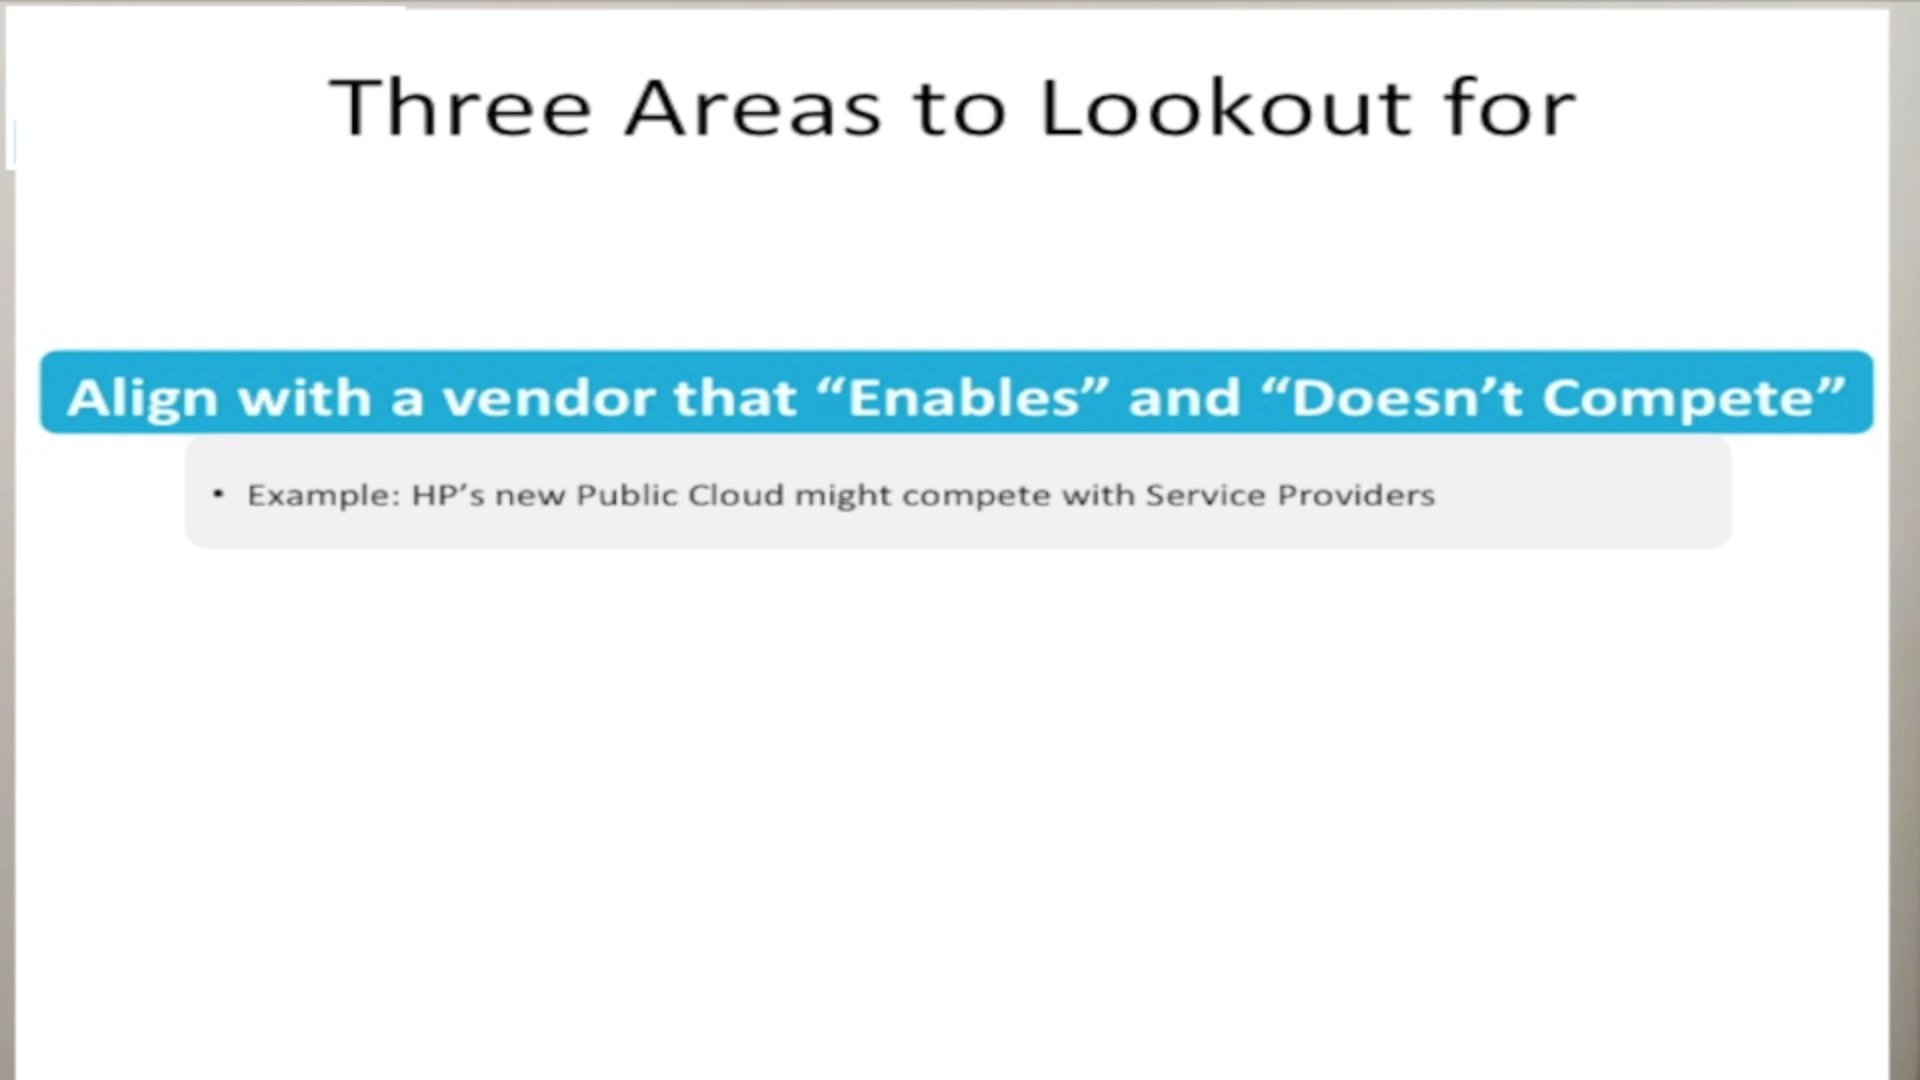 Three Areas to Lookout for
Align with a vendor that “Enables” and “Doesn’t Compete”
• Example: HP’s new Public Cloud might compete with Service Providers